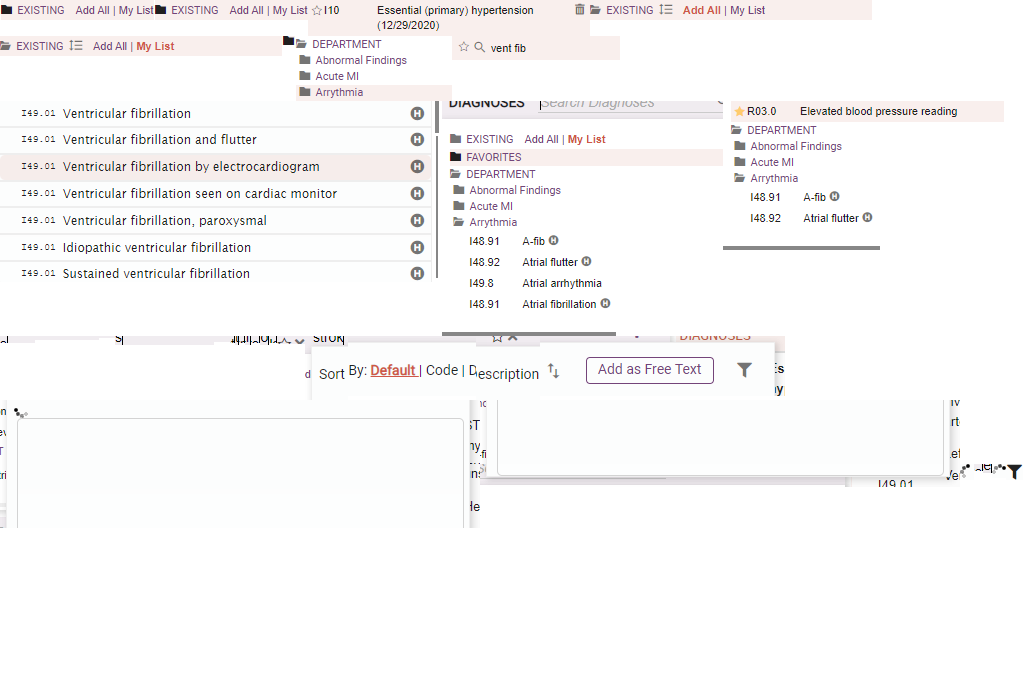 EXISTING Add All | My List
EXISTING Add All | My List
I10 Essential (primary) hypertension
(12/29/2020)
EXISTING Add All | My List
EXISTING Add All | My List
DEPARTMENT
Abnormal Findings
Acute MI
Arrythmia
vent fib
I49.01 Ventricular fibrillation
I49.01 Ventricular fibrillation and flutter
I49.01 Ventricular fibrillation by electrocardiogram
I49.01 Ventricular fibrillation seen on cardiac monitor
I49.01 Ventricular fibrillation, paroxysmal
I49.01 Idiopathic ventricular fibrillation
I49.01 Sustained ventricular fibrillation
DIAGNOSES Search Diagnoses
EXISTING Add All | My List
FAVORITES
DEPARTMENT
Abnormal Findings
Acute MI
Arrythmia
I48.91 A-fib H
I48.92 Atrial flutter H
I49.8 Atrial arrhythmia
I48.91 Atrial fibrillation H
R03.0 Elevated blood pressure reading
DEPARTMENT
Abnormal Findings
Acute MI
Arrythmia
I48.91 A-fib H
I48.92 Atrial flutter H
strok
DIAGNOSES
Sort By: Default | Code | Description
Add as Free Text
I49.01